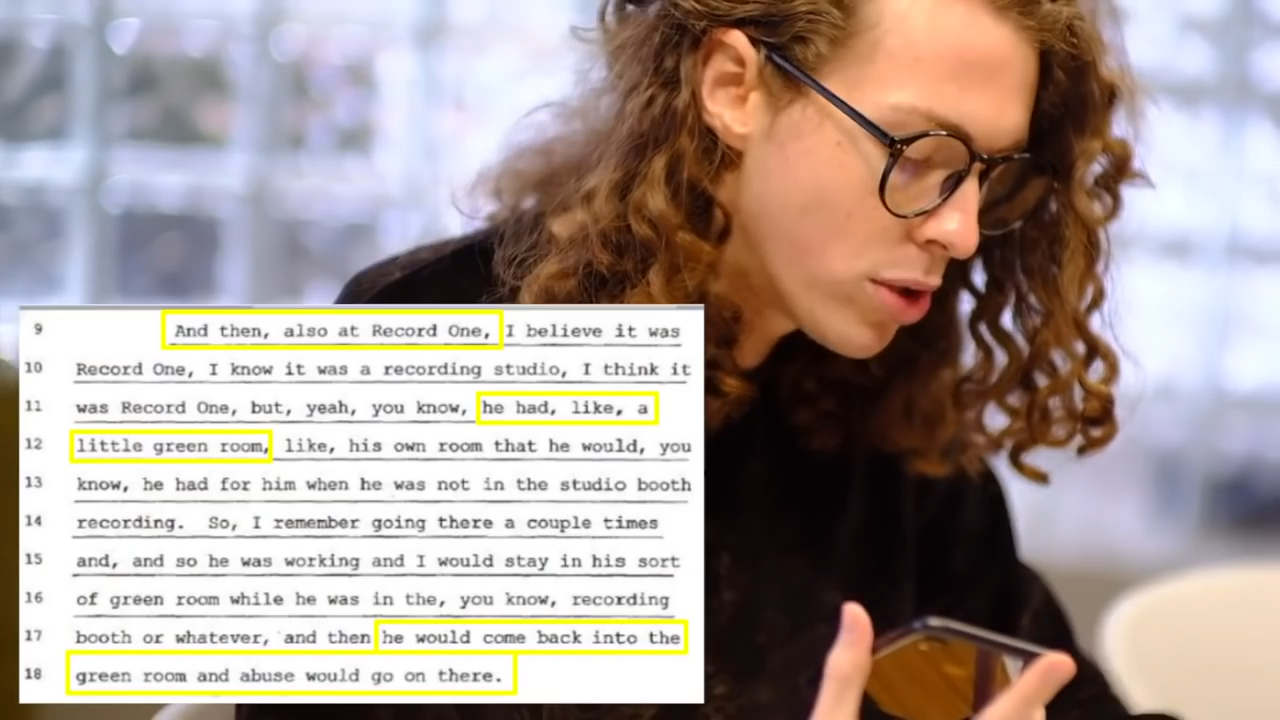 9 And then, also at Record One, I believe it was
10 Record One, I know it was a recording studio, I think it
11 was Record One, but, yeah, you know, he had, like, a
12 little green room, like, his own room that he would, you
13 know, he had for him when he was not in the studio booth
14 recording. So, I remember going there a couple times
15 and, and so he was working and I would stay in his sort
16 of green room while he was in the, you know, recording
17 booth or whatever, and then he would come back into the
18 green room and abuse would go on there.